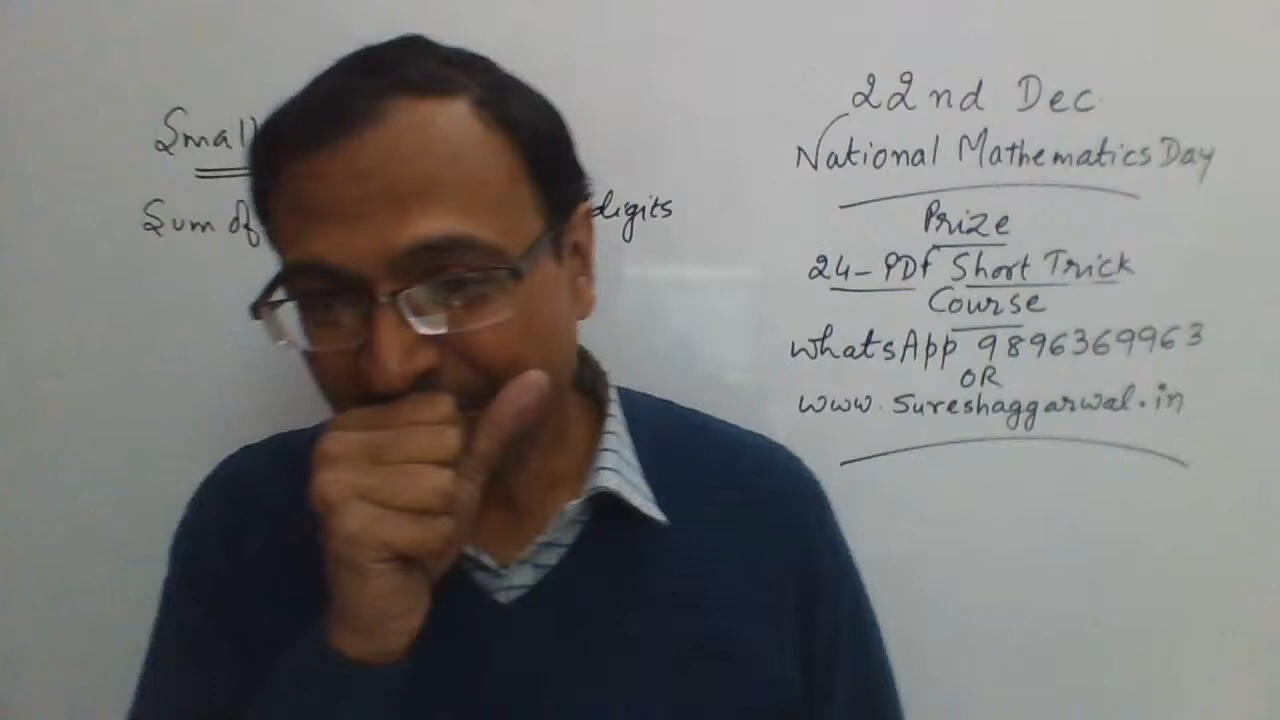 Small
Sum of digits
22nd Dec
National Mathematics Day
Prize
24-PDf Short Trick
Course
WhatsApp 9896369963
OR
www.sureshaggarwal.in